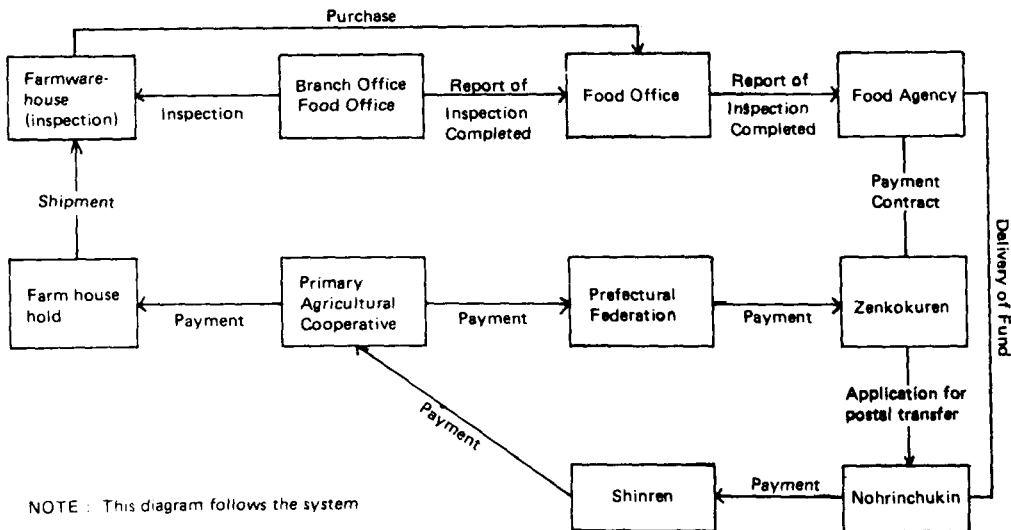 Purchase
Farmware-
house
(inspection)
Inspection
Branch Office
Food Office
Report of
Inspection
Completed
Food Office
Report of
Inspection
Completed
Food Agency
Shipment
Payment
Contract
Delivery of Fund
Farm house
hold
Payment
Primary
Agricultural
Cooperative
Payment
Prefectural
Federation
Payment
Zenkokuren
Payment
Application for
postal transfer
Shinren
Payment
Nohrinchukin
NOTE : This diagram follows the system